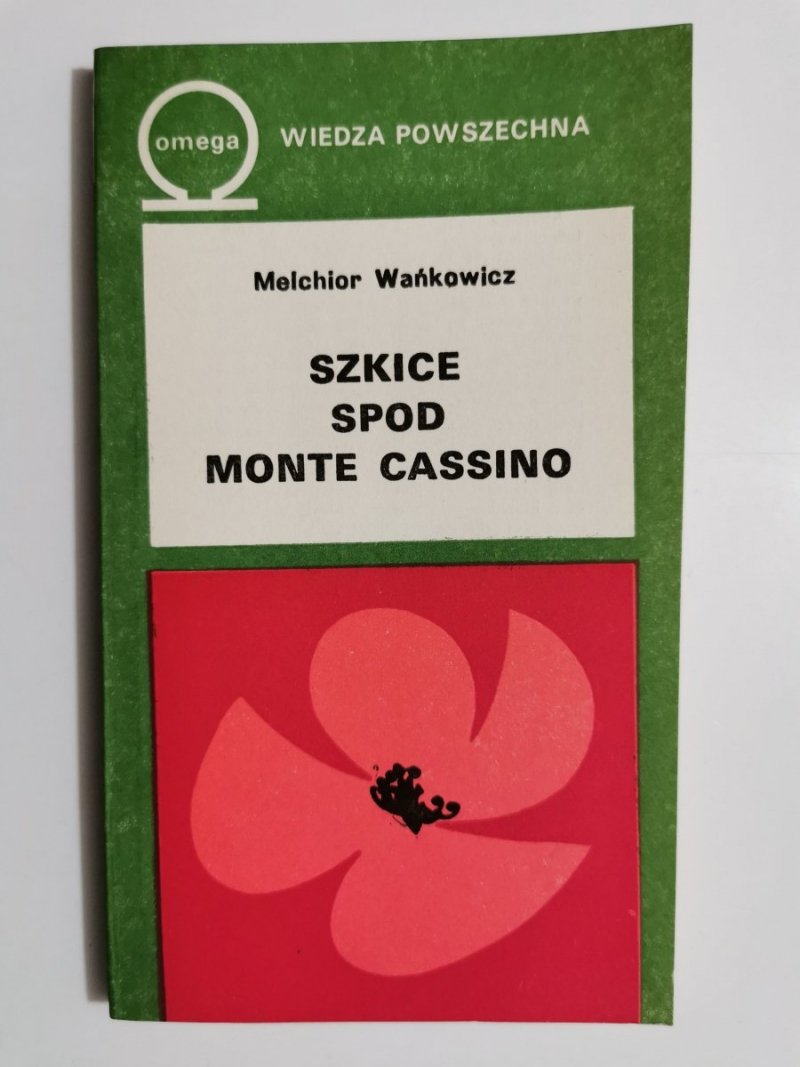 omega
WIEDZA POWSZECHNA
Melchior Wańkowicz
SZKICE
SPOD
MONTE CASSINO